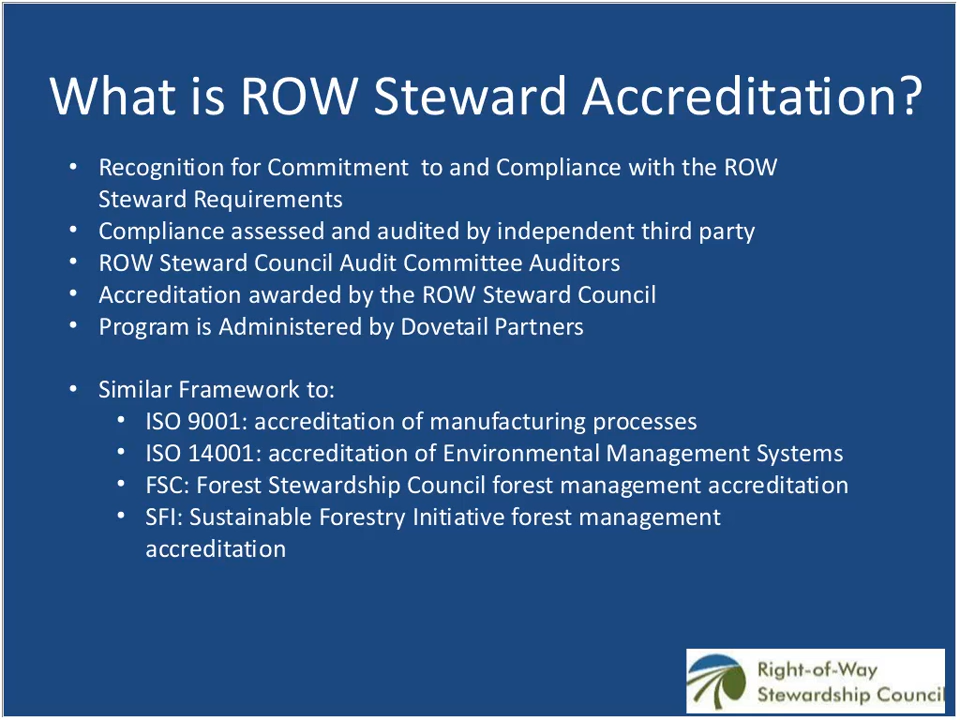 What is ROW Steward Accreditation?
• Recognition for Commitment to and Compliance with the ROW
Steward Requirements
• Compliance assessed and audited by independent third party
• ROW Steward Council Audit Committee Auditors
• Accreditation awarded by the ROW Steward Council
• Program is Administered by Dovetail Partners
• Similar Framework to:
• ISO 9001: accreditation of manufacturing processes
• ISO 14001: accreditation of Environmental Management Systems
• FSC: Forest Stewardship Council forest management accreditation
• SFI: Sustainable Forestry Initiative forest management
accreditation
Right-of-Way
Stewardship Council